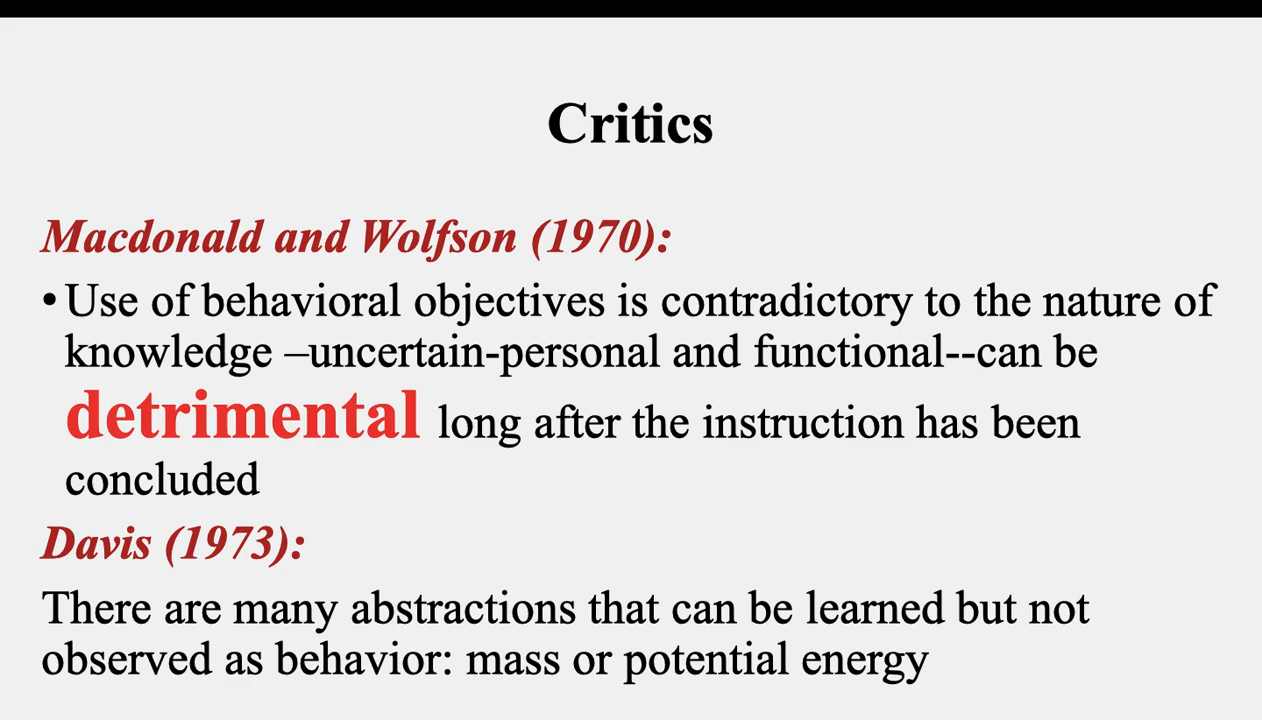 Critics
Macdonald and Wolfson (1970):
•Use of behavioral objectives is contradictory to the nature of
knowledge –uncertain-personal and functional--can be
detrimental long after the instruction has been
concluded
Davis (1973):
There are many abstractions that can be learned but not
observed as behavior: mass or potential energy